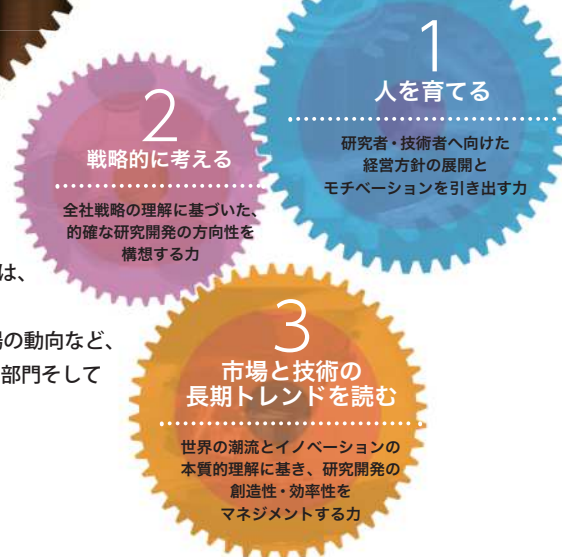 1
人を育てる
研究者・技術者へ向けた
経営方針の展開と
モチベーションを引き出す力
2
戦略的に考える
全社戦略の理解に基づいた、
的確な研究開発の方向性を
構想する力
は、
の動向など、
部門そして
3
市場と技術の
長期トレンドを読む
世界の潮流とイノベーションの
本質的理解に基き、研究開発の
創造性・効率性を
マネジメントする力